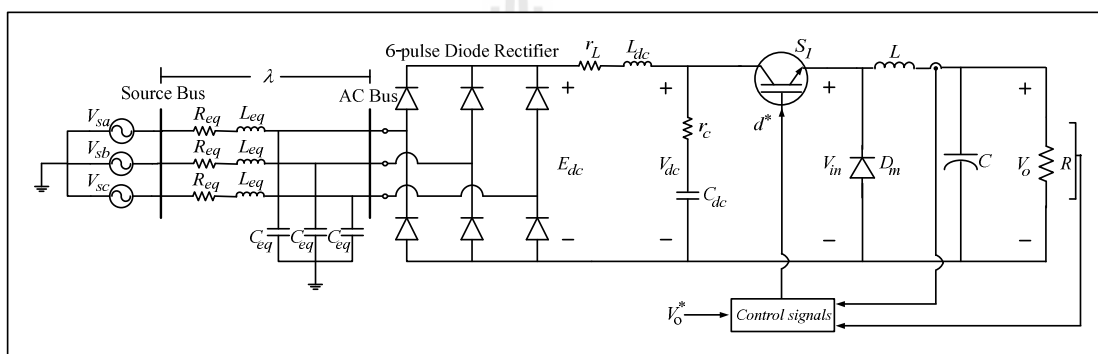 6-pulse Diode Rectifier
r_L
L_dc
S_1
L
λ
Source Bus
AC Bus
R_eq
L_eq
V_sa
R_eq
L_eq
V_sb
R_eq
L_eq
V_sc
C_eq
C_eq
C_eq
+
E_dc
−
+
V_dc
−
r_c
C_dc
d*
+
V_in
−
D_m
C
+
V_o
−
R
V_o*
Control signals